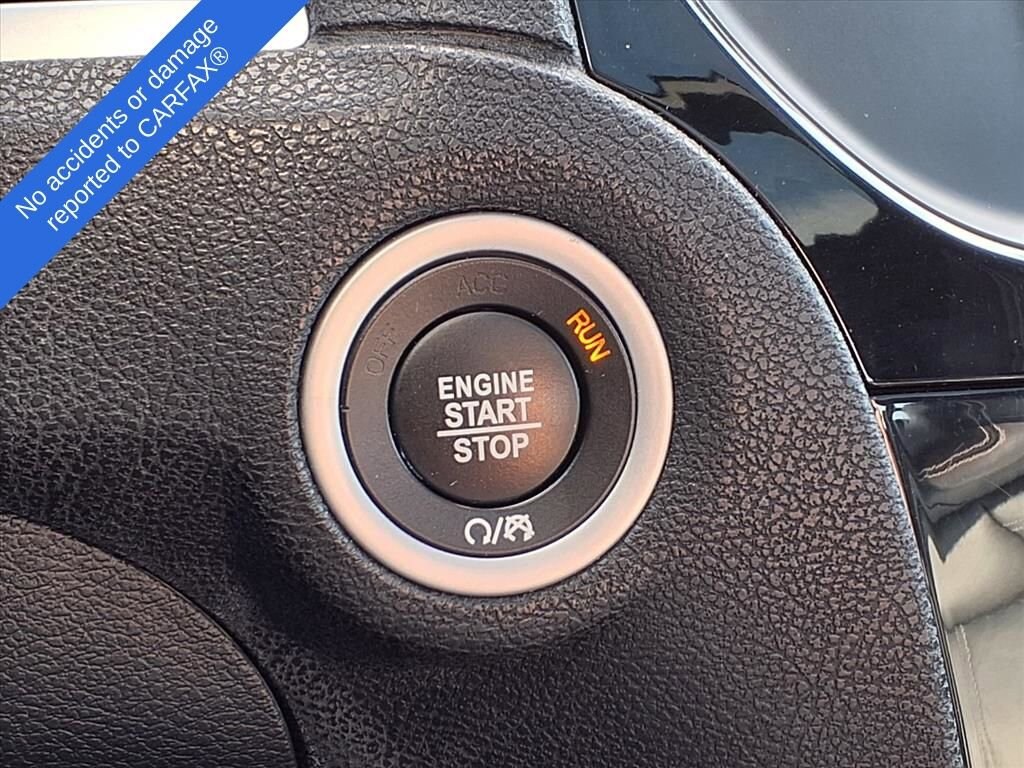 No accidents or damage
reported to CARFAX®
ACC
OFF
RUN
ENGINE
START
STOP